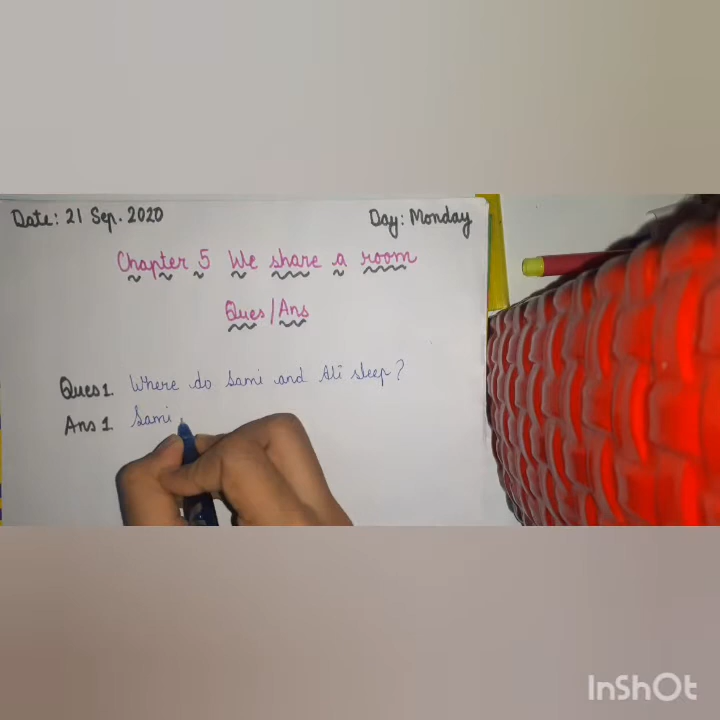 Date: 21 Sep. 2020 Day: Monday
Chapter 5 We share a room
Ques/Ans
Ques 1. Where do Sami and Ali sleep?
Ans 1. Sami
InShOt